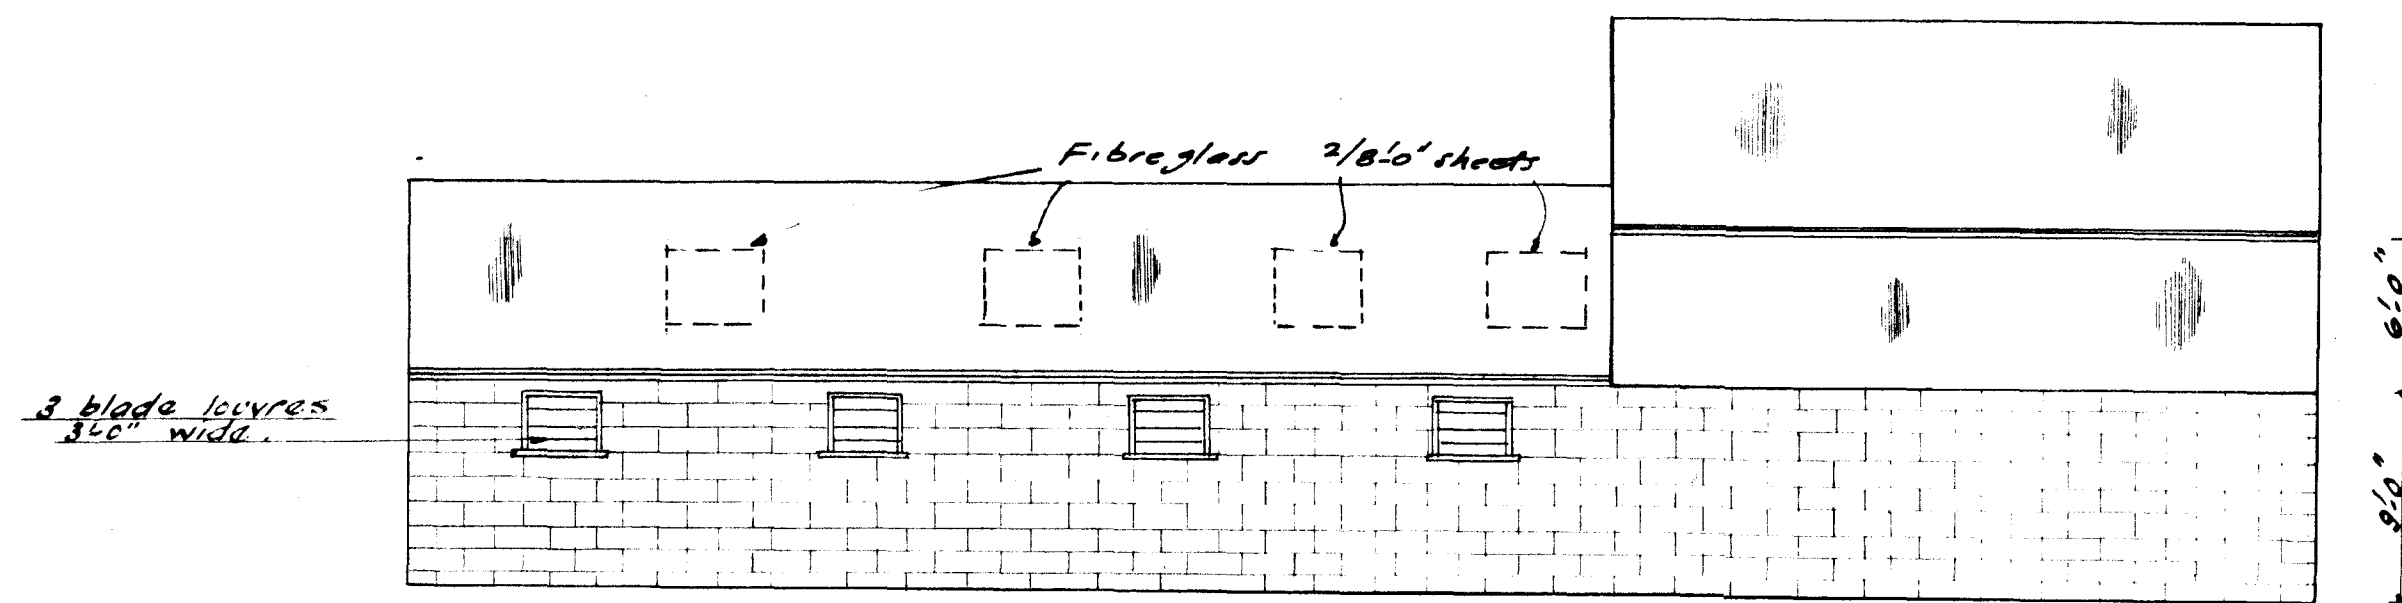 Fibreglass 2/8'-0" sheets
3 blade louvres
3'-0" wide.
6'-0"
9'-0"